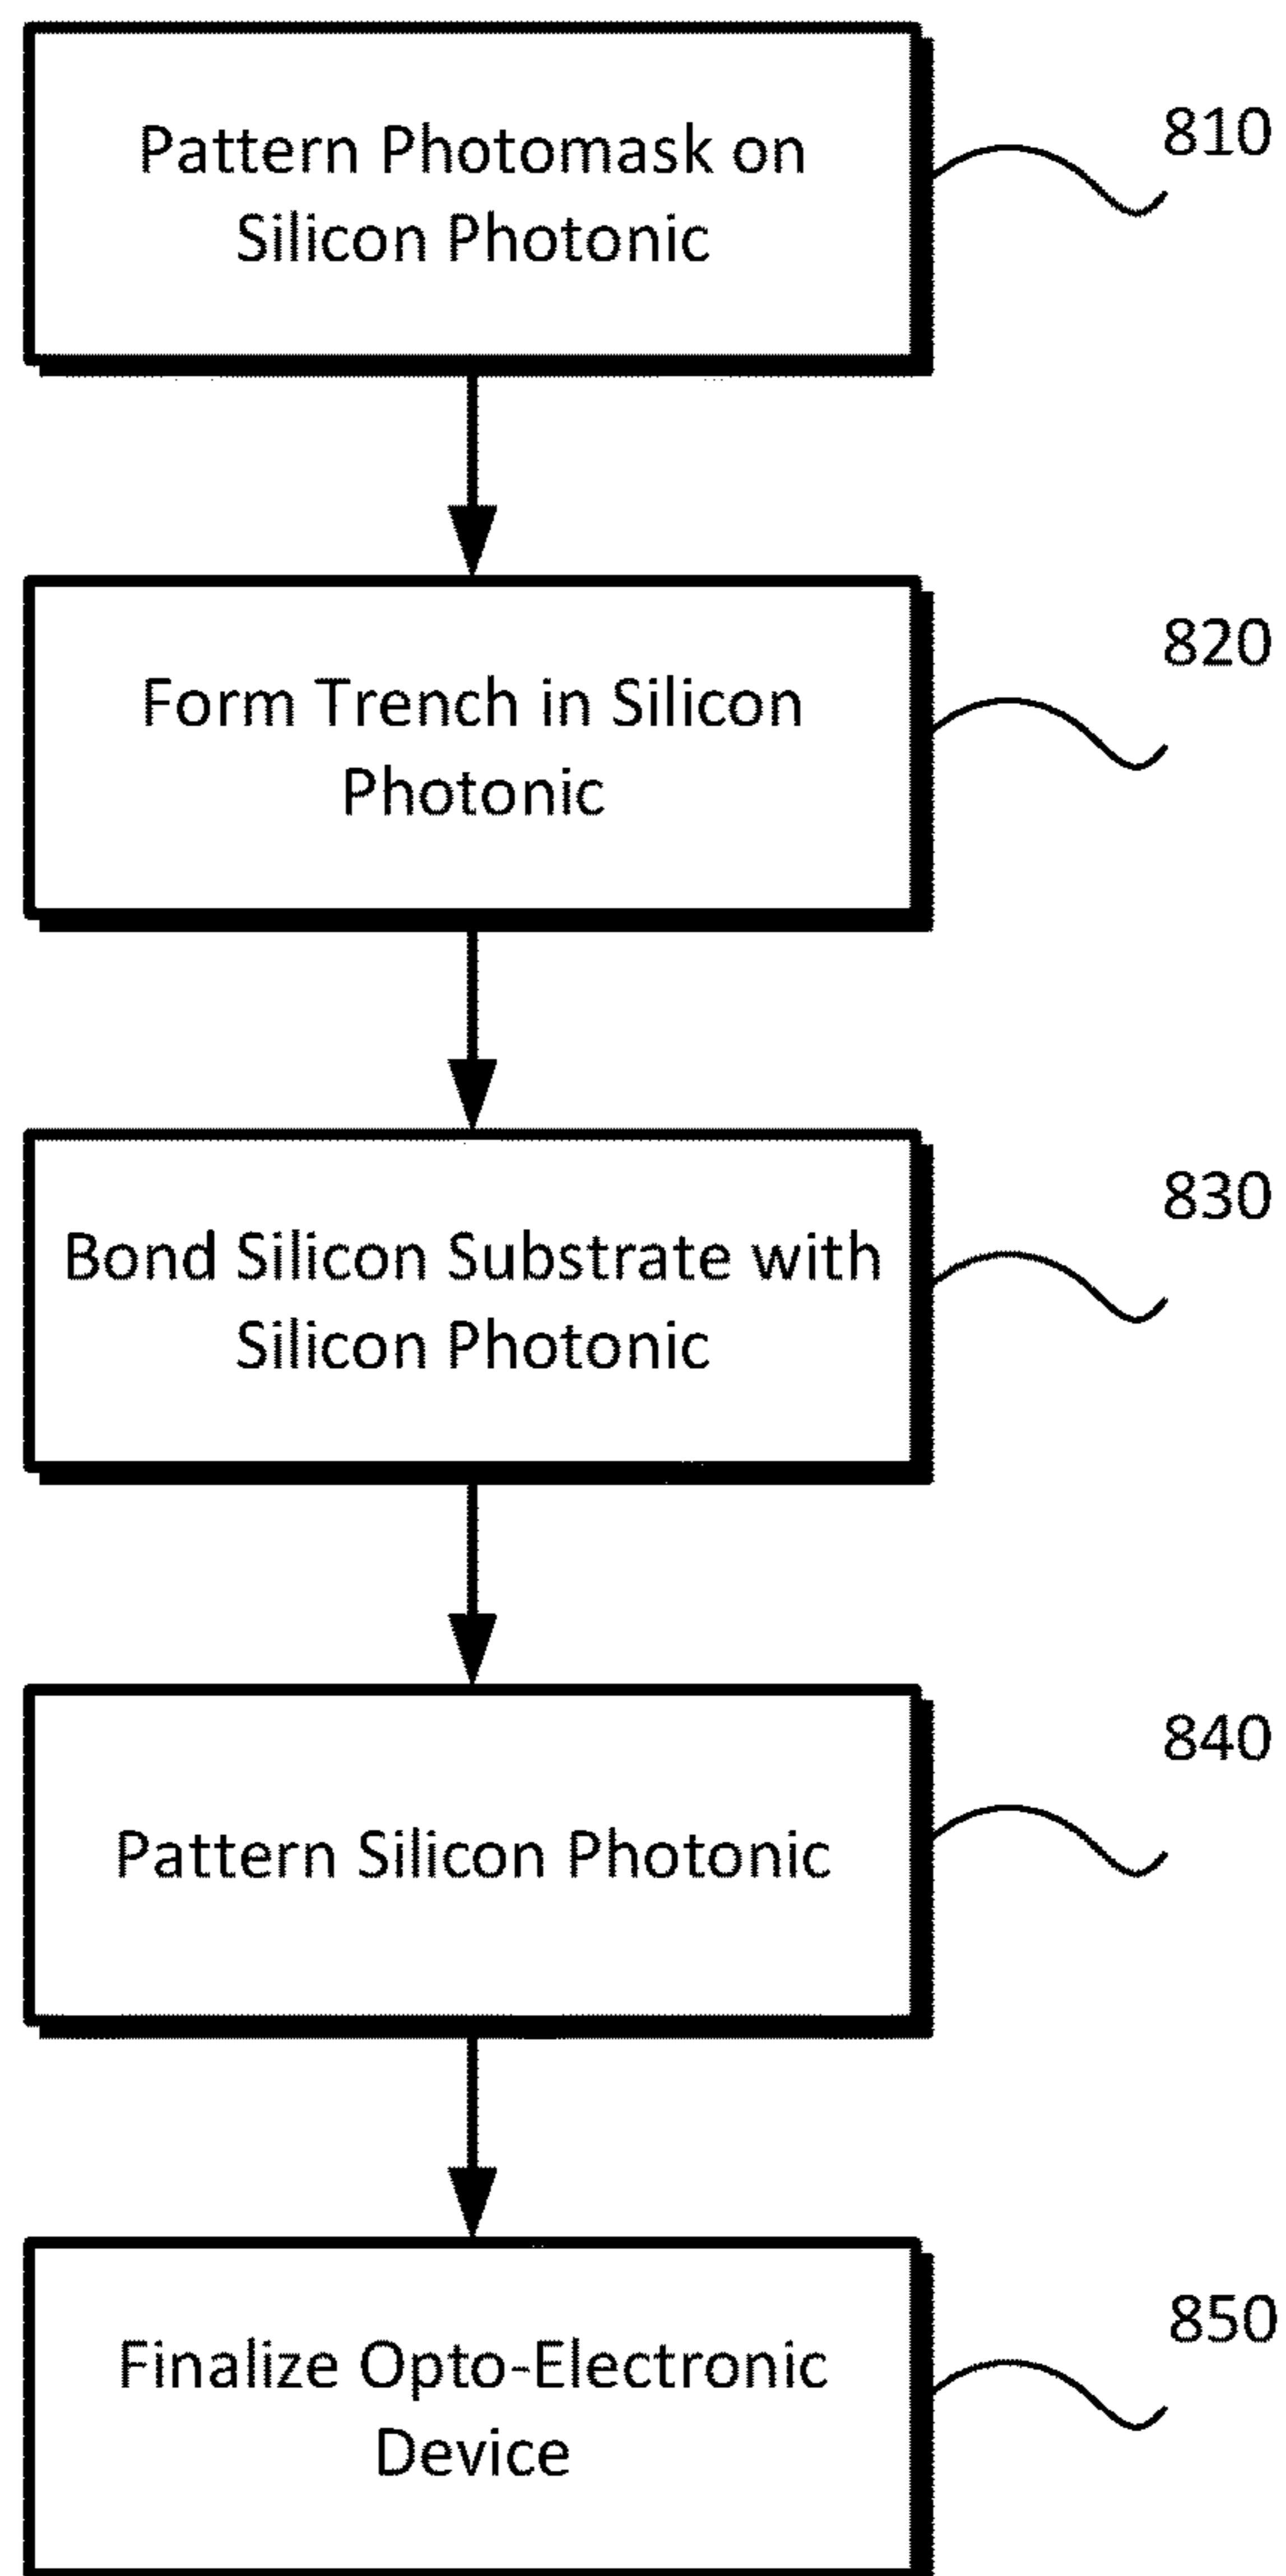 Pattern Photomask on
Silicon Photonic
810
Form Trench in Silicon
Photonic
820
Bond Silicon Substrate with
Silicon Photonic
830
Pattern Silicon Photonic
840
Finalize Opto-Electronic
Device
850